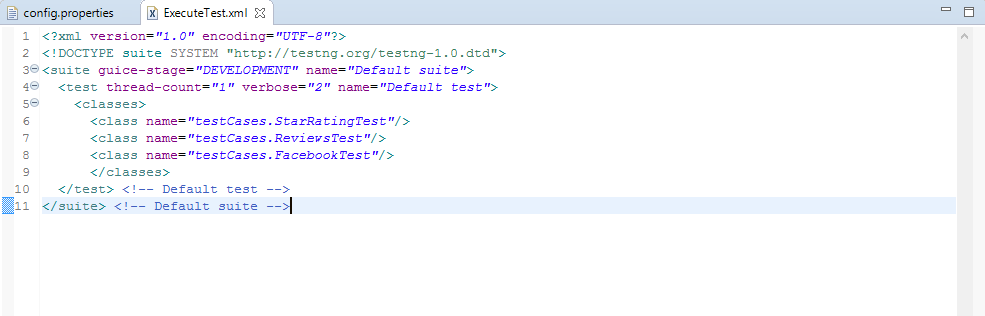 config.properties ExecuteTest.xml
1 <?xml version="1.0" encoding="UTF-8"?>
2 <!DOCTYPE suite SYSTEM "http://testng.org/testng-1.0.dtd">
3 <suite guice-stage="DEVELOPMENT" name="Default suite">
4   <test thread-count="1" verbose="2" name="Default test">
5     <classes>
6       <class name="testCases.StarRatingTest"/>
7       <class name="testCases.ReviewsTest"/>
8       <class name="testCases.FacebookTest"/>
9       </classes>
10   </test> <!-- Default test -->
11 </suite> <!-- Default suite -->